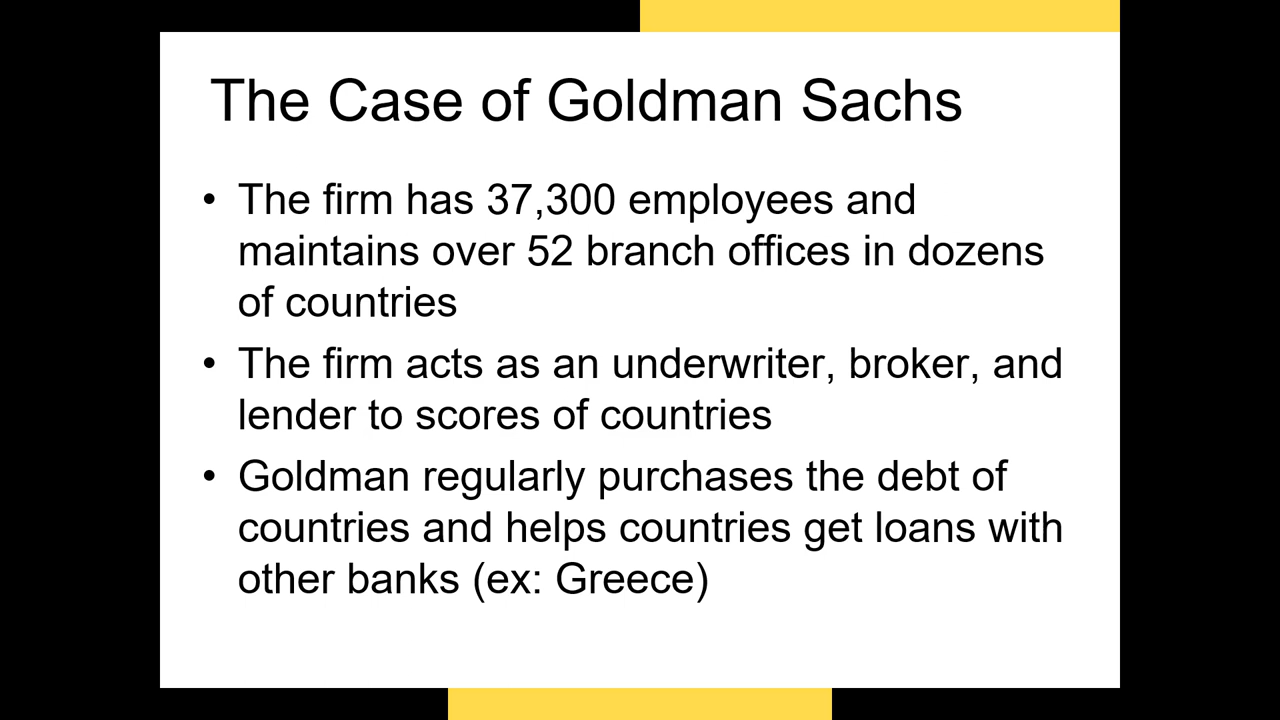 The Case of Goldman Sachs
• The firm has 37,300 employees and
maintains over 52 branch offices in dozens
of countries
• The firm acts as an underwriter, broker, and
lender to scores of countries
• Goldman regularly purchases the debt of
countries and helps countries get loans with
other banks (ex: Greece)